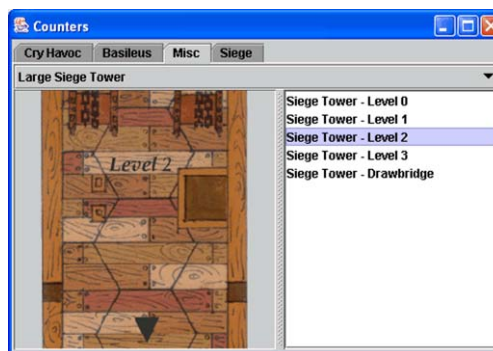 Counters
Cry Havoc Basileus Misc Siege
Large Siege Tower
Level 2
Siege Tower - Level 0
Siege Tower - Level 1
Siege Tower - Level 2
Siege Tower - Level 3
Siege Tower - Drawbridge